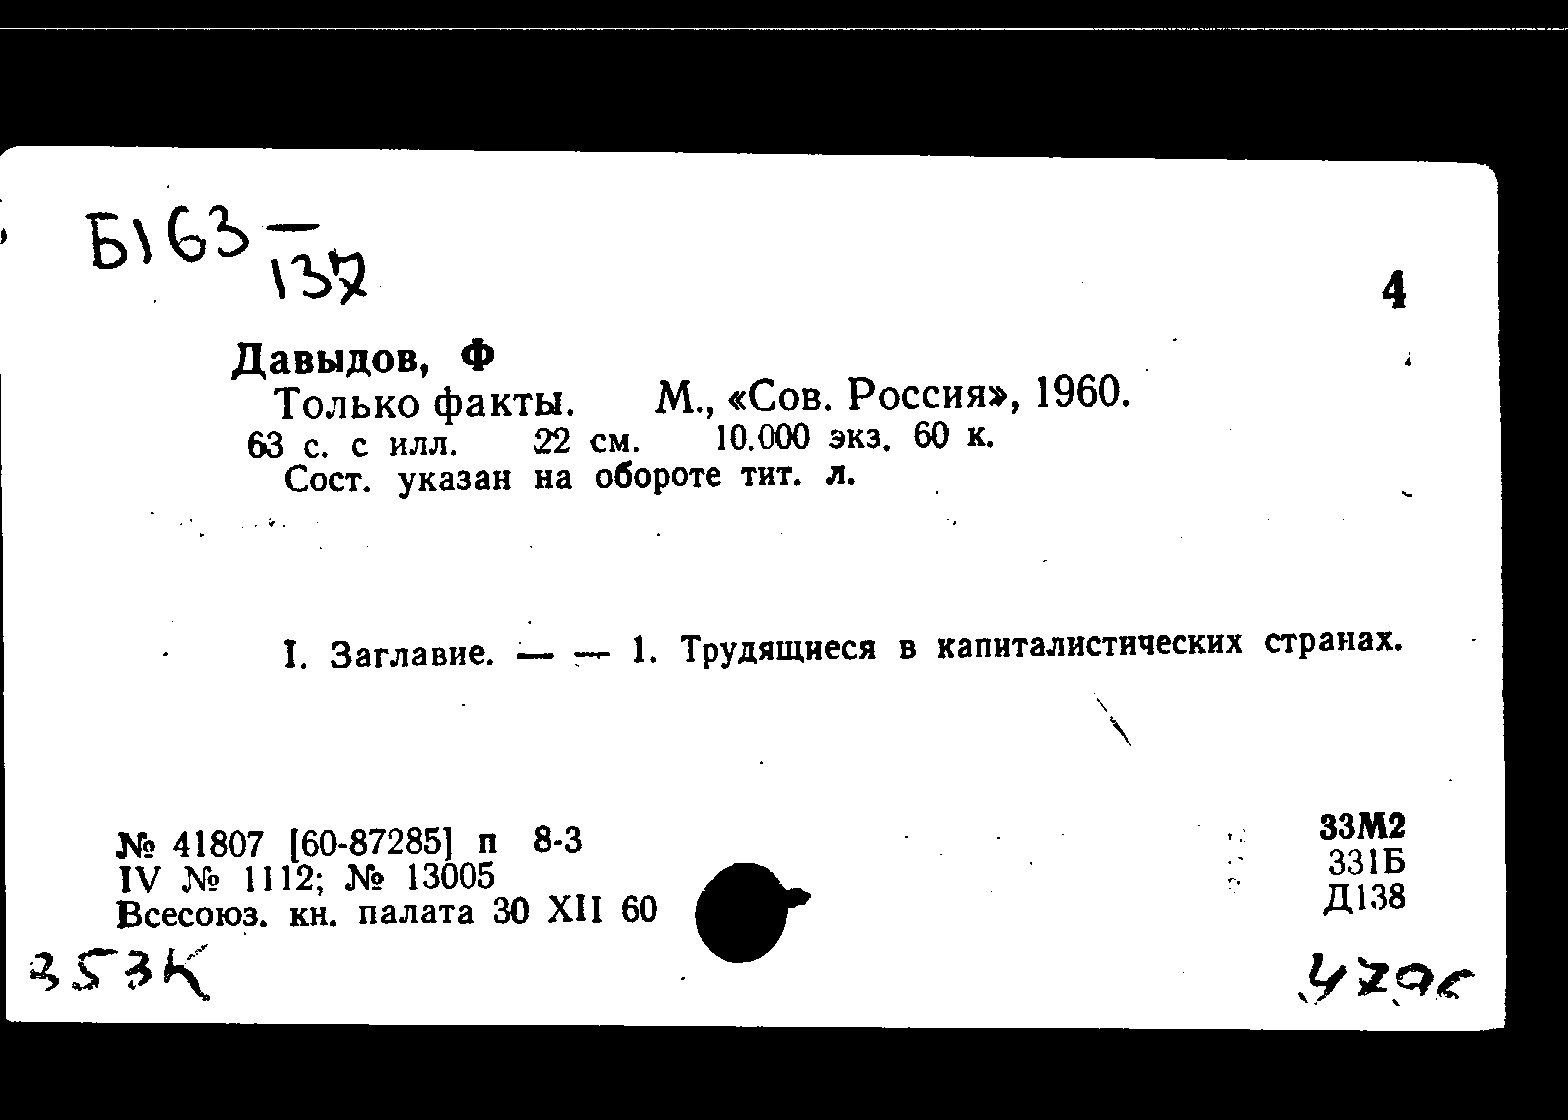 Б163—
137
4
Давыдов, Ф
Только факты. М., «Сов. Россия», 1960.
63 с. с илл. 22 см. 10.000 экз. 60 к.
Сост. указан на обороте тит. л.
I. Заглавие. — — 1. Трудящиеся в капиталистических странах.
№ 41807 [60-87285] п 8-3
33М2
IV № 1112; № 13005
331Б
Всесоюз. кн. палата 30 XII 60
Д138
353К